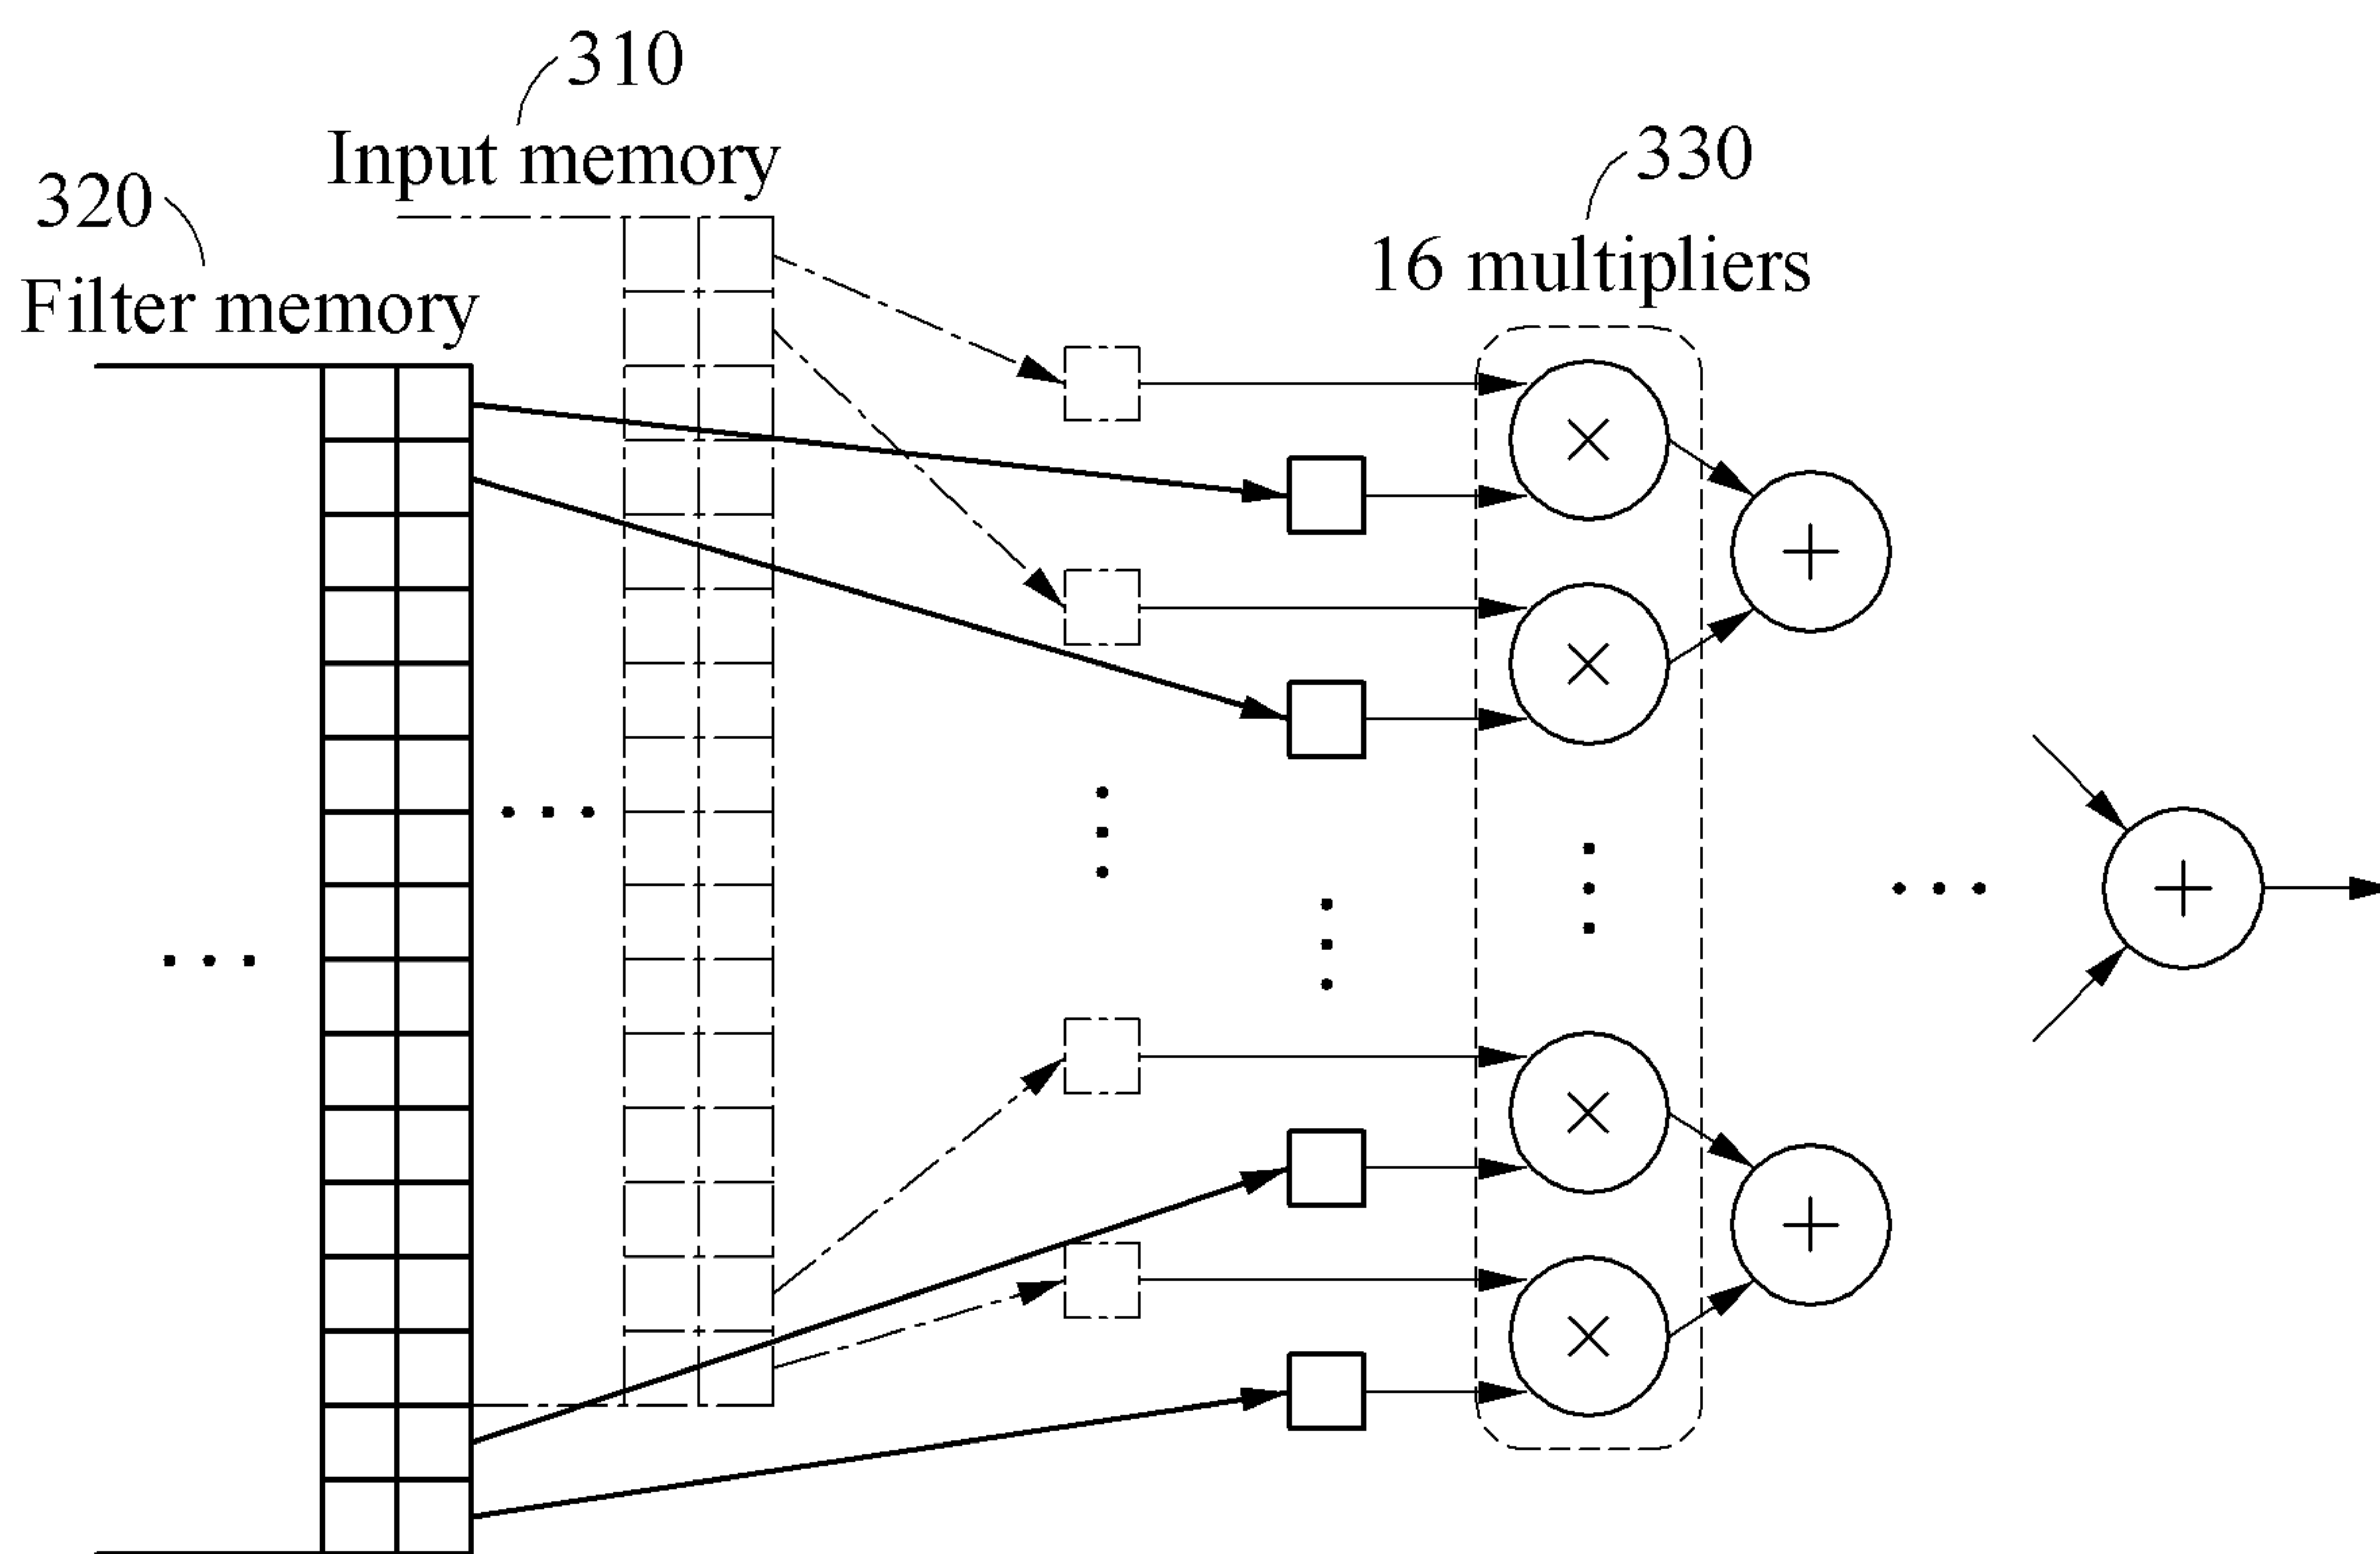 310
Input memory
320
Filter memory
330
16 multipliers